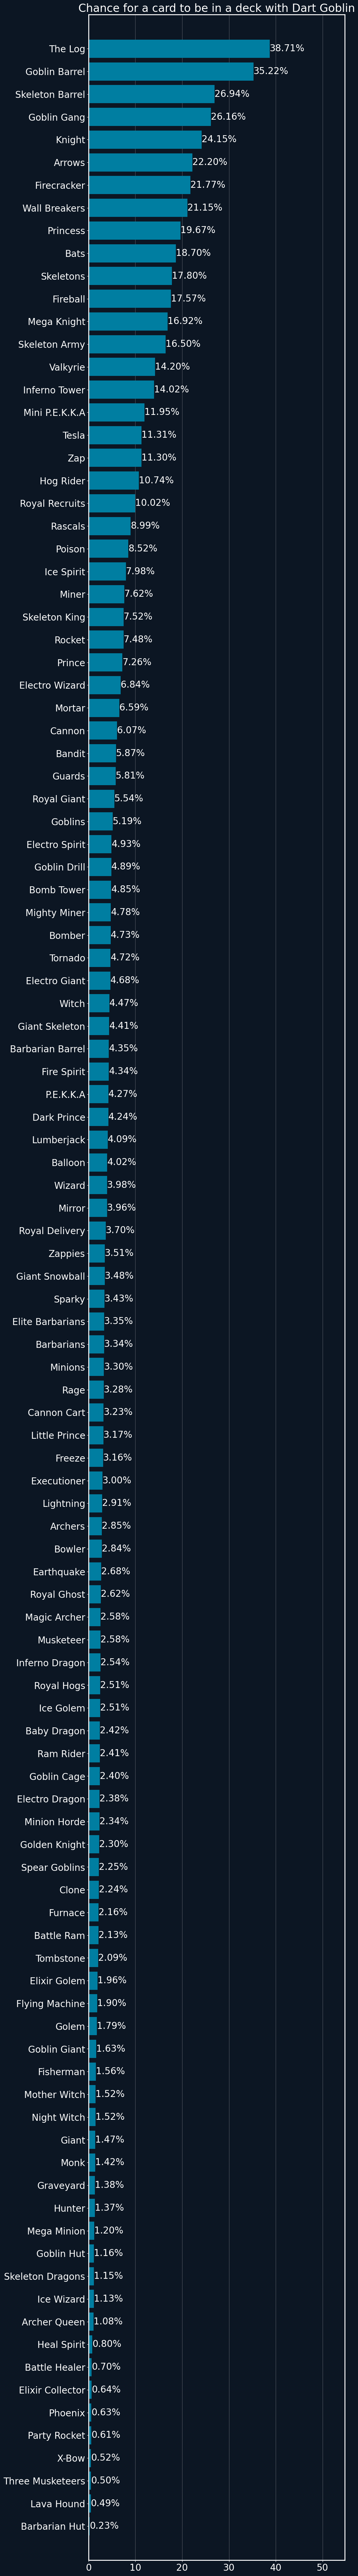 Chance for a card to be in a deck with Dart Goblin
The Log 38.71%
Goblin Barrel 35.22%
Skeleton Barrel 26.94%
Goblin Gang 26.16%
Knight 24.15%
Arrows 22.20%
Firecracker 21.77%
Wall Breakers 21.15%
Princess 19.67%
Bats 18.70%
Skeletons 17.80%
Fireball 17.57%
Mega Knight 16.92%
Skeleton Army 16.50%
Valkyrie 14.20%
Inferno Tower 14.02%
Mini P.E.K.K.A 11.95%
Tesla 11.31%
Zap 11.30%
Hog Rider 10.74%
Royal Recruits 10.02%
Rascals 8.99%
Poison 8.52%
Ice Spirit 7.98%
Miner 7.62%
Skeleton King 7.52%
Rocket 7.48%
Prince 7.26%
Electro Wizard 6.84%
Mortar 6.59%
Cannon 6.07%
Bandit 5.87%
Guards 5.81%
Royal Giant 5.54%
Goblins 5.19%
Electro Spirit 4.93%
Goblin Drill 4.89%
Bomb Tower 4.85%
Mighty Miner 4.78%
Bomber 4.73%
Tornado 4.72%
Electro Giant 4.68%
Witch 4.47%
Giant Skeleton 4.41%
Barbarian Barrel 4.35%
Fire Spirit 4.34%
P.E.K.K.A 4.27%
Dark Prince 4.24%
Lumberjack 4.09%
Balloon 4.02%
Wizard 3.98%
Mirror 3.96%
Royal Delivery 3.70%
Zappies 3.51%
Giant Snowball 3.48%
Sparky 3.43%
Elite Barbarians 3.35%
Barbarians 3.34%
Minions 3.30%
Rage 3.28%
Cannon Cart 3.23%
Little Prince 3.17%
Freeze 3.16%
Executioner 3.00%
Lightning 2.91%
Archers 2.85%
Bowler 2.84%
Earthquake 2.68%
Royal Ghost 2.62%
Magic Archer 2.58%
Musketeer 2.58%
Inferno Dragon 2.54%
Royal Hogs 2.51%
Ice Golem 2.51%
Baby Dragon 2.42%
Ram Rider 2.41%
Goblin Cage 2.40%
Electro Dragon 2.38%
Minion Horde 2.34%
Golden Knight 2.30%
Spear Goblins 2.25%
Clone 2.24%
Furnace 2.16%
Battle Ram 2.13%
Tombstone 2.09%
Elixir Golem 1.96%
Flying Machine 1.90%
Golem 1.79%
Goblin Giant 1.63%
Fisherman 1.56%
Mother Witch 1.52%
Night Witch 1.52%
Giant 1.47%
Monk 1.42%
Graveyard 1.38%
Hunter 1.37%
Mega Minion 1.20%
Goblin Hut 1.16%
Skeleton Dragons 1.15%
Ice Wizard 1.13%
Archer Queen 1.08%
Heal Spirit 0.80%
Battle Healer 0.70%
Elixir Collector 0.64%
Phoenix 0.63%
Party Rocket 0.61%
X-Bow 0.52%
Three Musketeers 0.50%
Lava Hound 0.49%
Barbarian Hut 0.23%
0 10 20 30 40 50